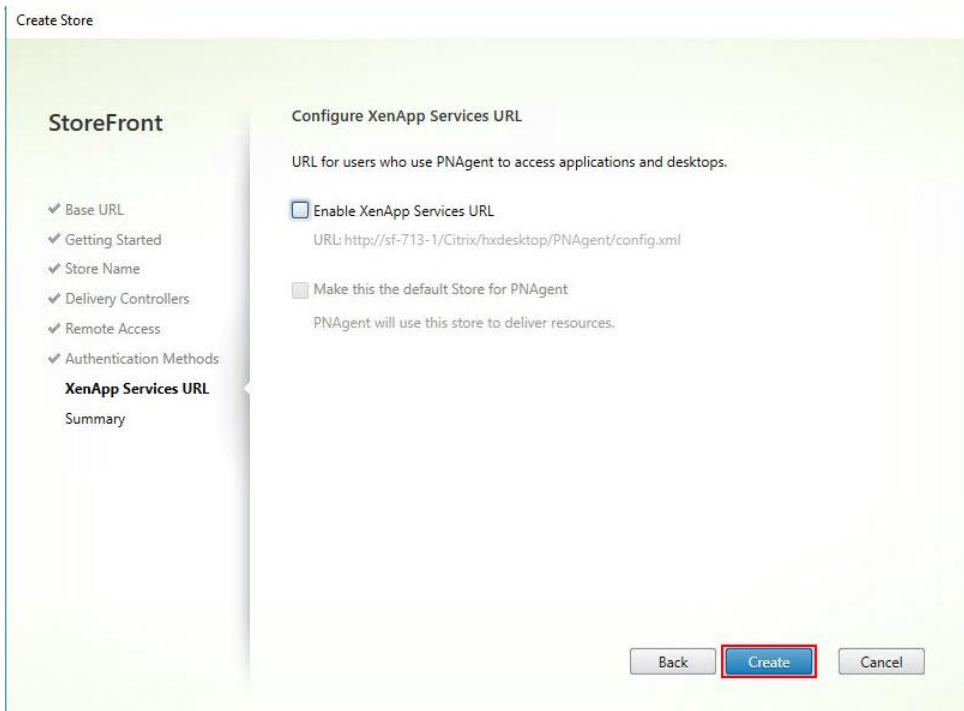 Create Store
StoreFront
Base URL
Getting Started
Store Name
Delivery Controllers
Remote Access
Authentication Methods
XenApp Services URL
Summary
Configure XenApp Services URL
URL for users who use PNAgent to access applications and desktops.
Enable XenApp Services URL
URL: http://sf-713-1/Citrix/hxdesktop/PNAgent/config.xml
Make this the default Store for PNAgent
PNAgent will use this store to deliver resources.
Back Create Cancel